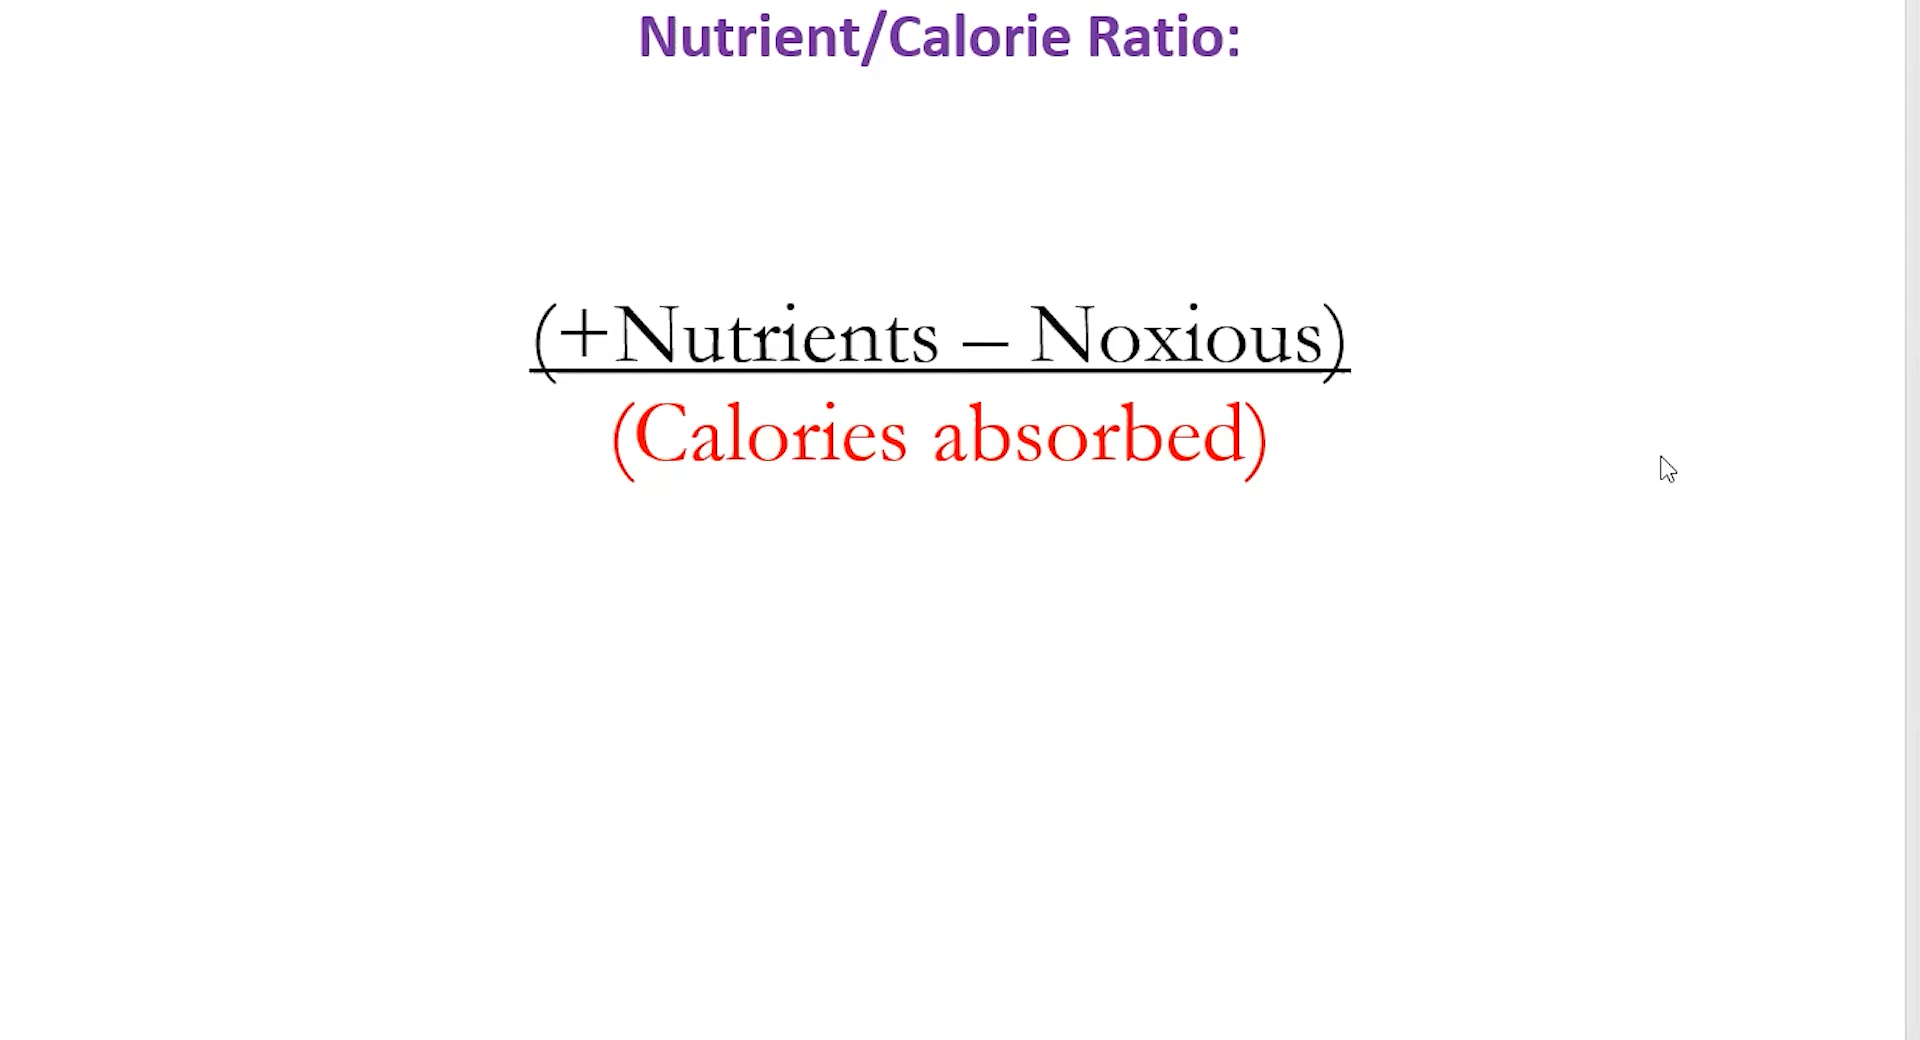 Nutrient/Calorie Ratio:
(+Nutrients – Noxious)
(Calories absorbed)